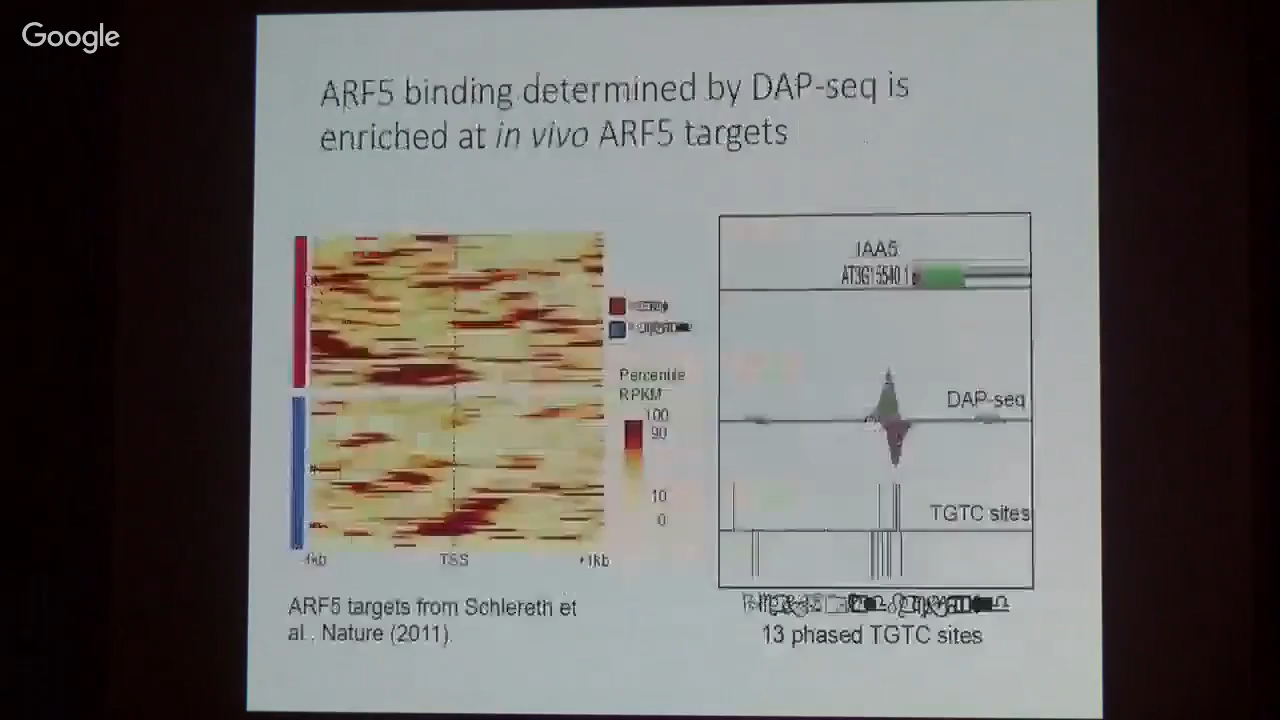 Google
ARF5 binding determined by DAP-seq is
enriched at in vivo ARF5 targets
IAA5
AT3G15540.1
Percentile
RPKM
100
90
DAP-seq
10
0
TGTC sites
-1kb
TSS
+1kb
ARF5 targets from Schlereth et
al., Nature (2011).
13 phased TGTC sites